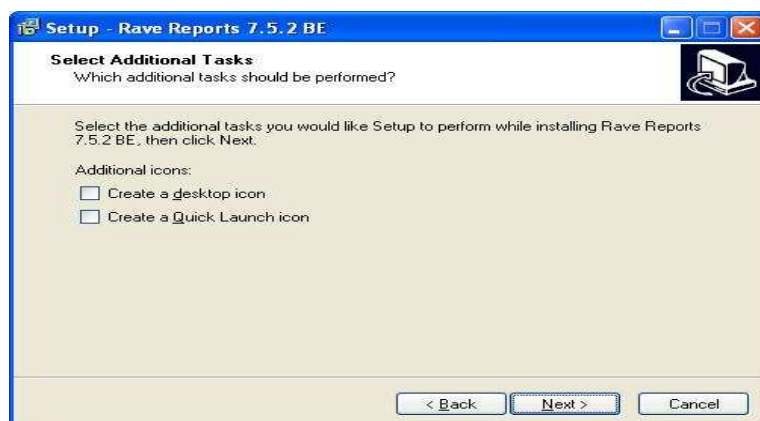 Setup - Rave Reports 7.5.2 BE
Select Additional Tasks
Which additional tasks should be performed?
Select the additional tasks you would like Setup to perform while installing Rave Reports
7.5.2 BE, then click Next.
Additional icons:
Create a desktop icon
Create a Quick Launch icon
< Back Next > Cancel